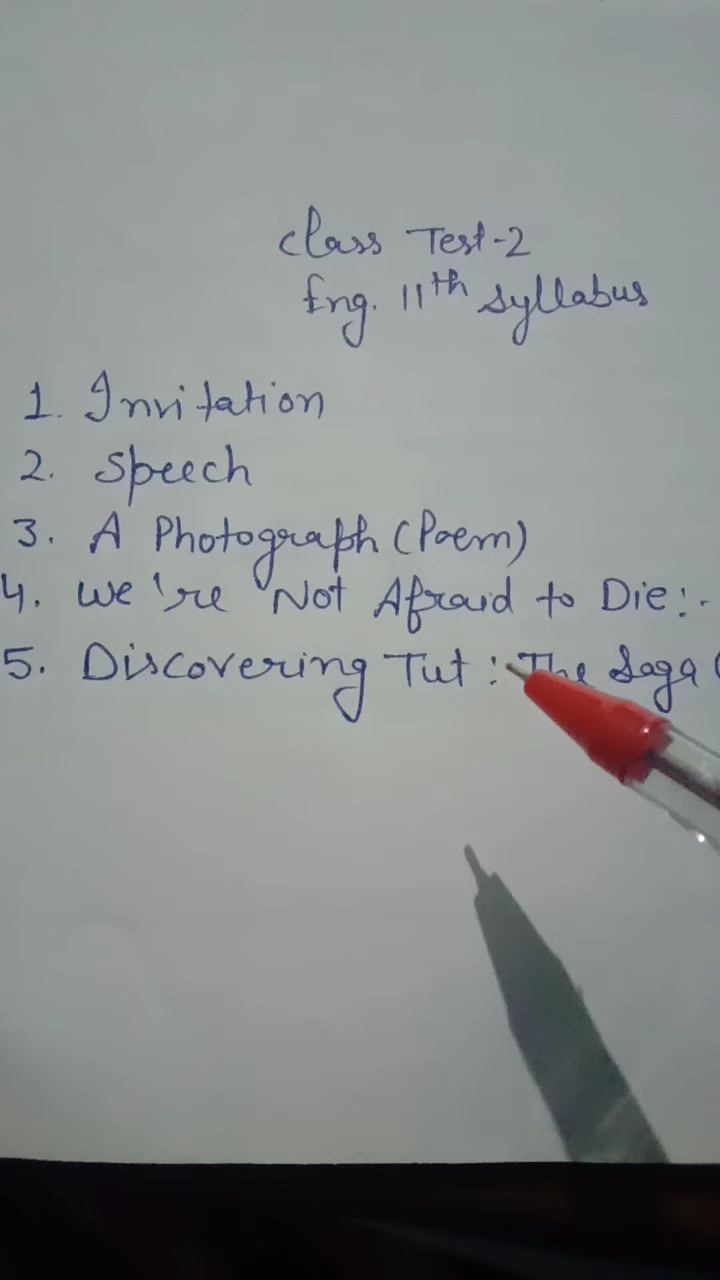 Class Test-2
Eng. 11th Syllabus
1. Invitation
2. Speech
3. A Photograph (Poem)
4. We're Not Afraid to Die:-
5. Discovering Tut : The Saga (